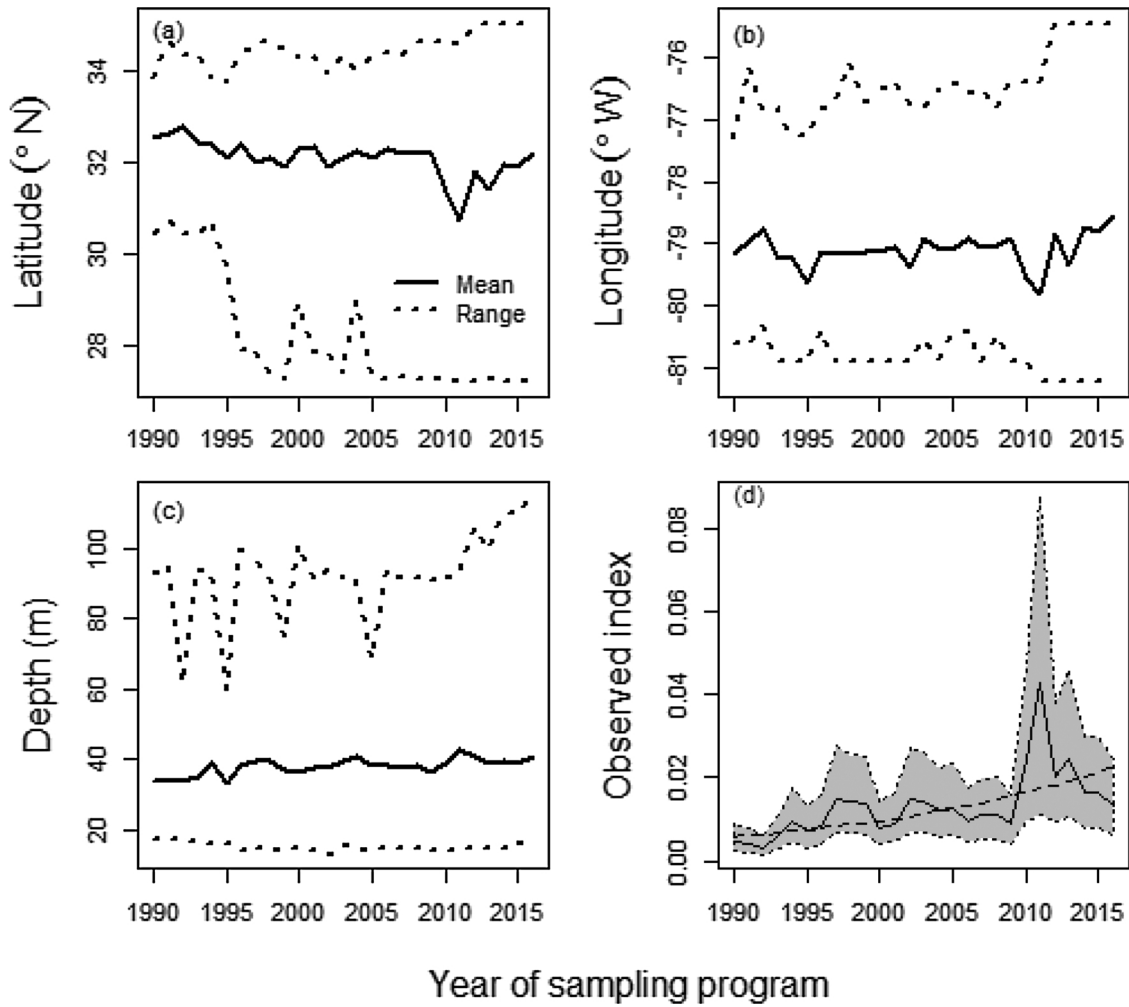 (a)
Latitude (° N)
34
32
30
28
Mean
Range
1990 1995 2000 2005 2010 2015
(b)
Longitude (° W)
-76
-77
-78
-79
-80
-81
1990 1995 2000 2005 2010 2015
(c)
Depth (m)
100
80
60
40
20
1990 1995 2000 2005 2010 2015
(d)
Observed index
0.08
0.06
0.04
0.02
0.00
1990 1995 2000 2005 2010 2015
Year of sampling program